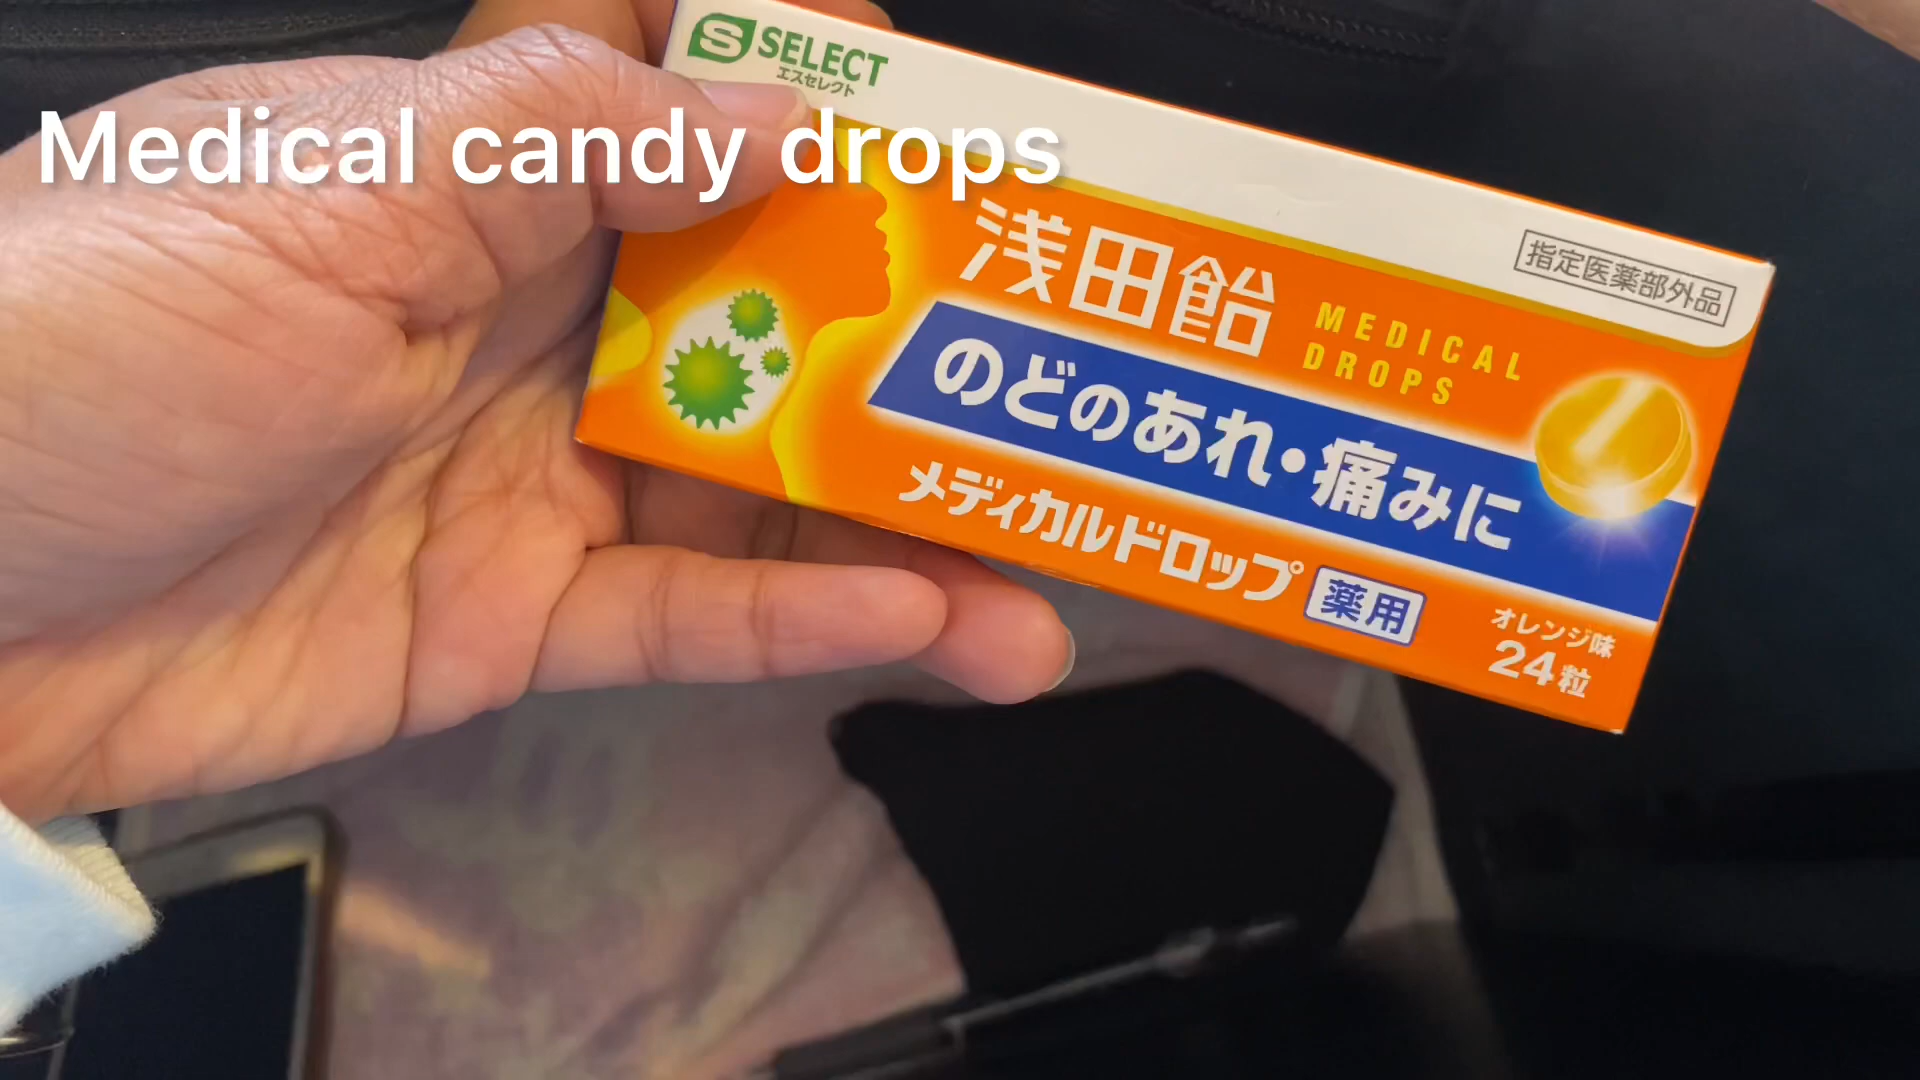 S SELECT
エスセレクト
Medical candy drops
指定医薬部外品
浅田飴
MEDICAL
DROPS
のどのあれ・痛みに
メディカルドロップ 薬用
オレンジ味
24粒